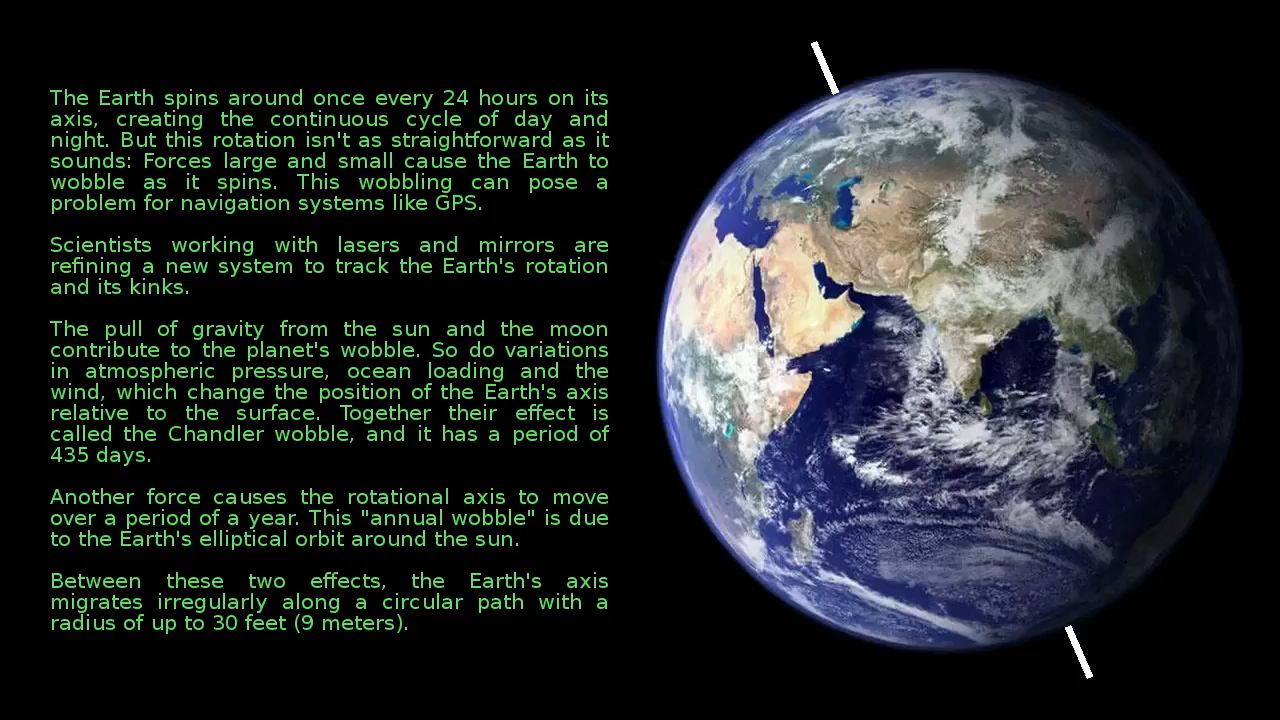 The Earth spins around once every 24 hours on its
axis, creating the continuous cycle of day and
night. But this rotation isn't as straightforward as it
sounds: Forces large and small cause the Earth to
wobble as it spins. This wobbling can pose a
problem for navigation systems like GPS.
Scientists working with lasers and mirrors are
refining a new system to track the Earth's rotation
and its kinks.
The pull of gravity from the sun and the moon
contribute to the planet's wobble. So do variations
in atmospheric pressure, ocean loading and the
wind, which change the position of the Earth's axis
relative to the surface. Together their effect is
called the Chandler wobble, and it has a period of
435 days.
Another force causes the rotational axis to move
over a period of a year. This "annual wobble" is due
to the Earth's elliptical orbit around the sun.
Between these two effects, the Earth's axis
migrates irregularly along a circular path with a
radius of up to 30 feet (9 meters).